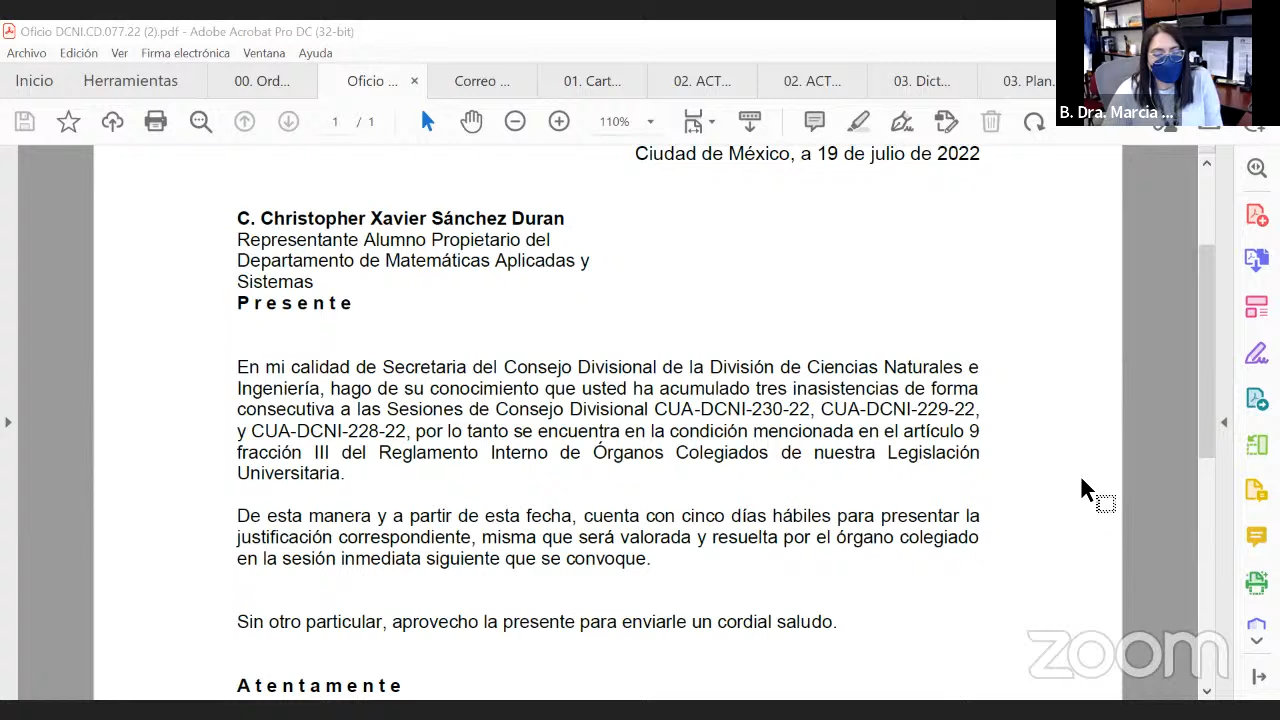 Oficio DCNI.CD.077.22 (2).pdf - Adobe Acrobat Pro DC (32-bit)
Archivo Edición Ver Firma electrónica Ventana Ayuda
Inicio Herramientas 00. Ord... Oficio ... × Correo ... 01. Cart... 02. ACT... 02. ACT... 03. Dict... 03. Plan.
1 / 1 110%
B. Dra. Marcia ...
Ciudad de México, a 19 de julio de 2022
C. Christopher Xavier Sánchez Duran
Representante Alumno Propietario del
Departamento de Matemáticas Aplicadas y
Sistemas
P r e s e n t e
En mi calidad de Secretaria del Consejo Divisional de la División de Ciencias Naturales e
Ingeniería, hago de su conocimiento que usted ha acumulado tres inasistencias de forma
consecutiva a las Sesiones de Consejo Divisional CUA-DCNI-230-22, CUA-DCNI-229-22,
y CUA-DCNI-228-22, por lo tanto se encuentra en la condición mencionada en el artículo 9
fracción III del Reglamento Interno de Órganos Colegiados de nuestra Legislación
Universitaria.
De esta manera y a partir de esta fecha, cuenta con cinco días hábiles para presentar la
justificación correspondiente, misma que será valorada y resuelta por el órgano colegiado
en la sesión inmediata siguiente que se convoque.
Sin otro particular, aprovecho la presente para enviarle un cordial saludo.
A t e n t a m e n t e
zoom